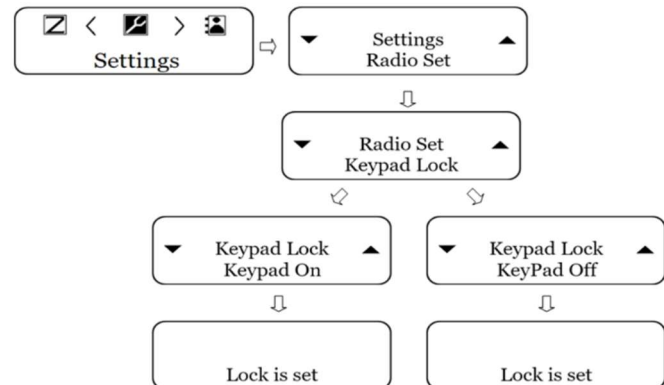 Settings
Settings
Radio Set
Radio Set
Keypad Lock
Keypad Lock
Keypad On
Keypad Lock
KeyPad Off
Lock is set
Lock is set